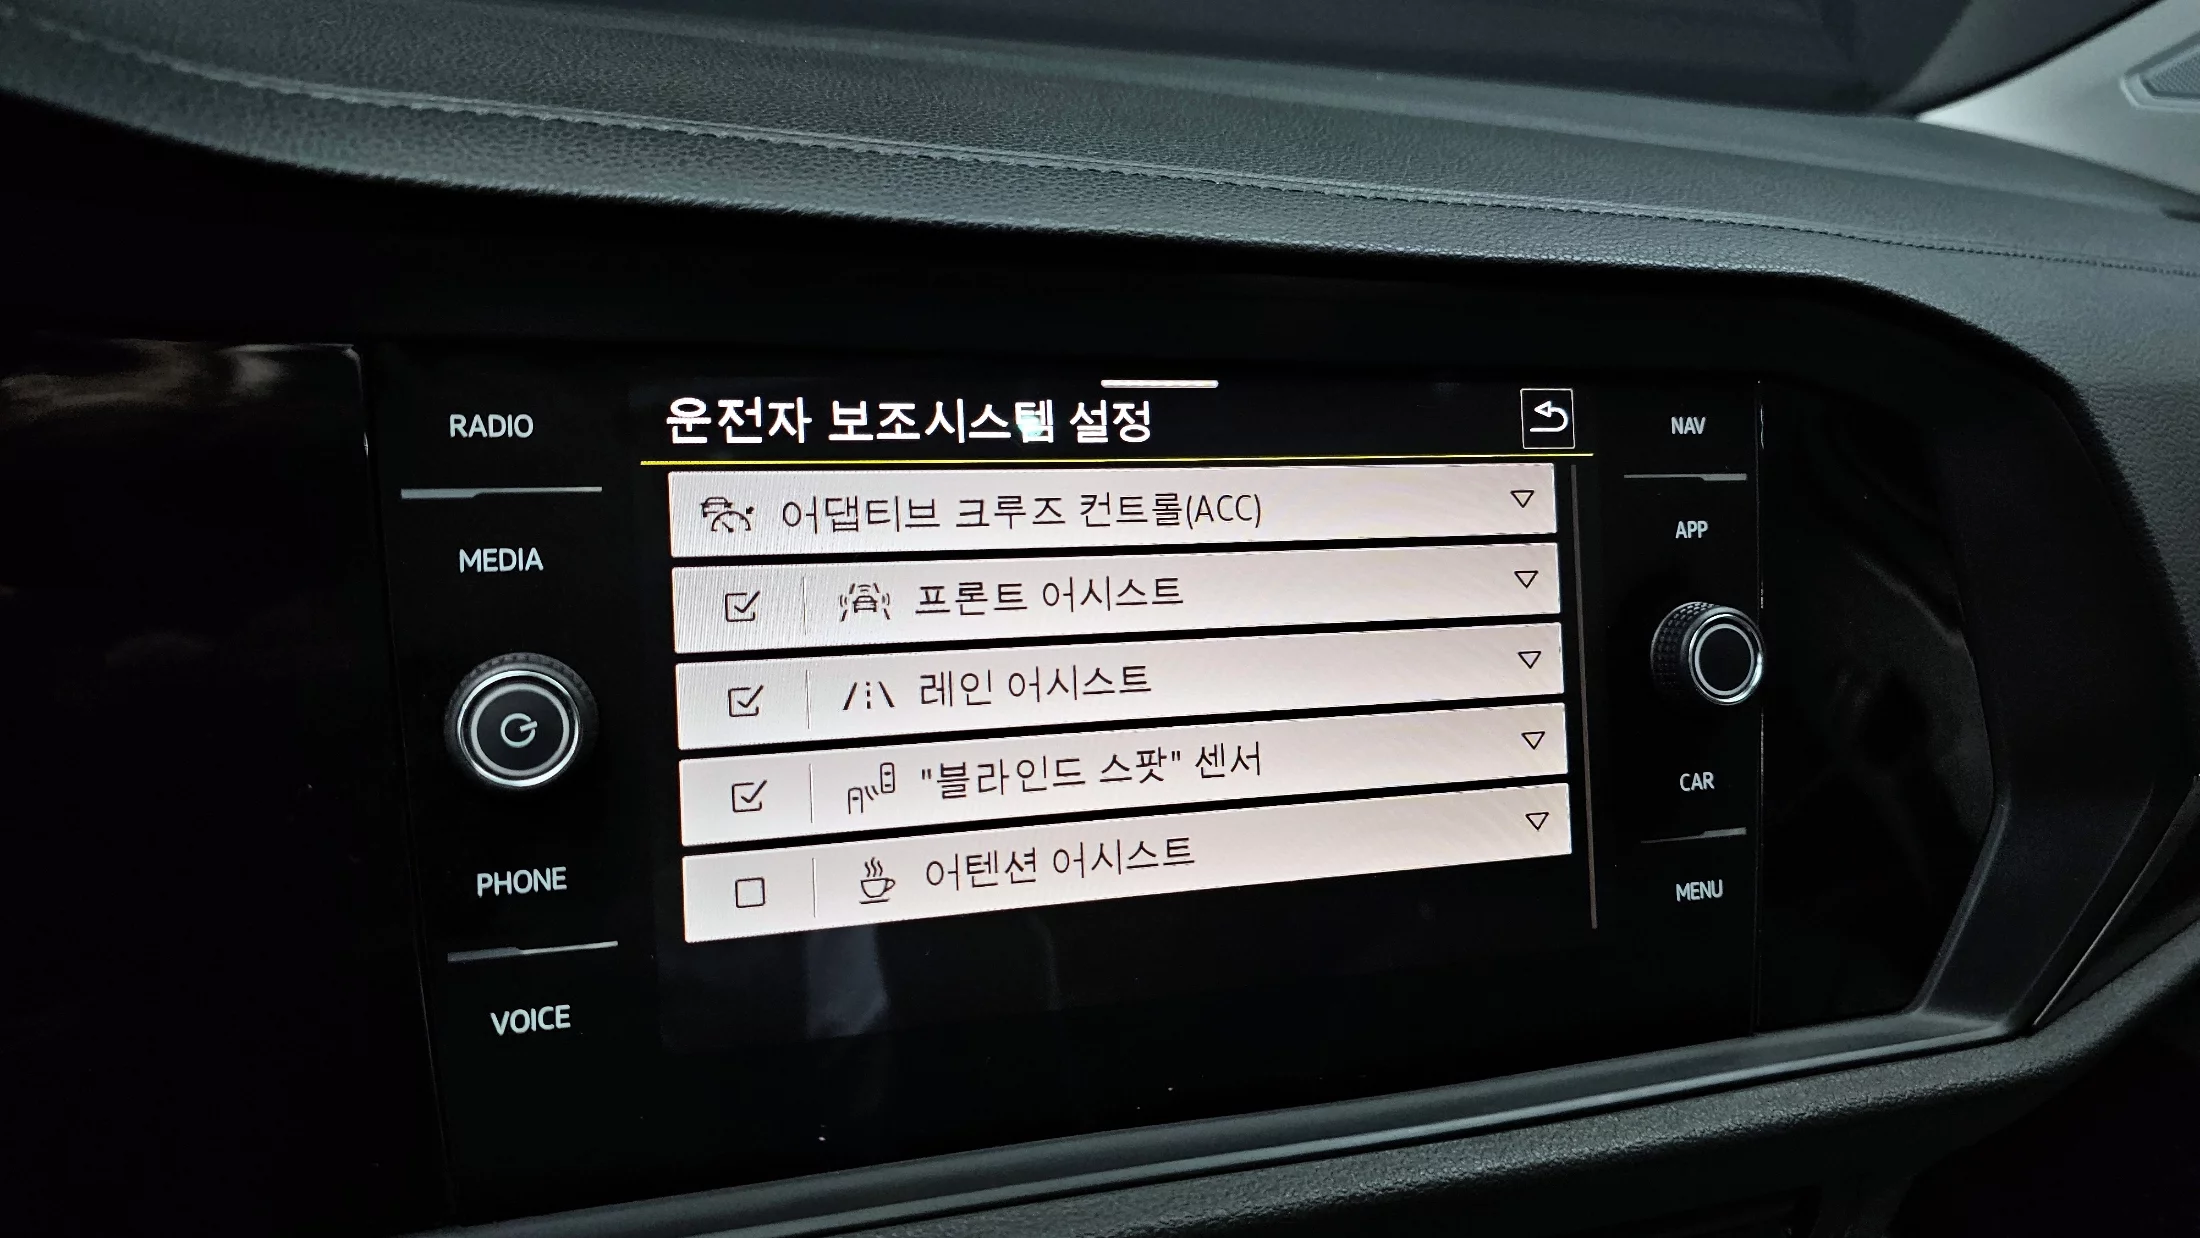 RADIO
MEDIA
PHONE
VOICE
운전자 보조시스템 설정
어댑티브 크루즈 컨트롤(ACC)
프론트 어시스트
레인 어시스트
"블라인드 스팟" 센서
어텐션 어시스트
NAV
APP
CAR
MENU